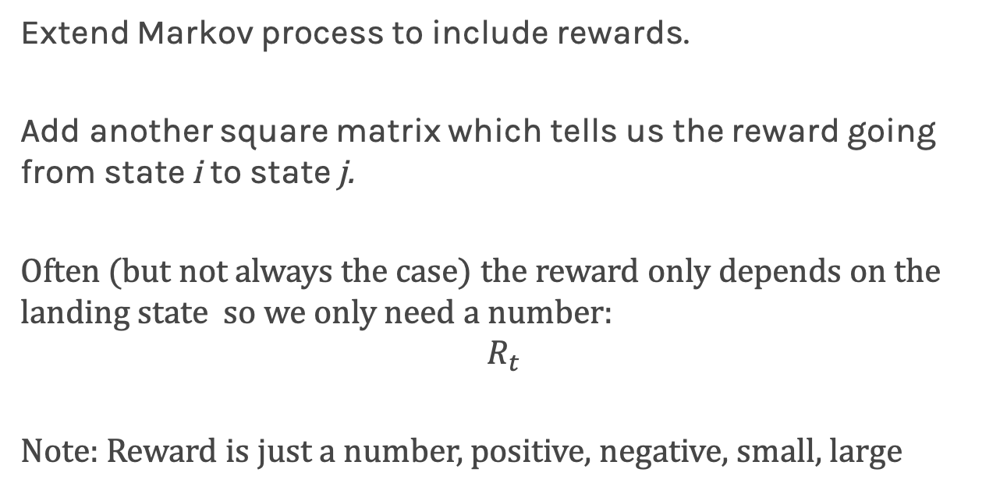 Extend Markov process to include rewards.
Add another square matrix which tells us the reward going
from state i to state j.
Often (but not always the case) the reward only depends on the
landing state so we only need a number:
Rₜ
Note: Reward is just a number, positive, negative, small, large